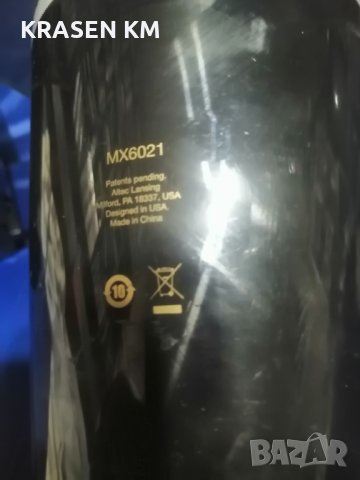 KRASEN KM
MX6021
Patents pending.
Altec Lansing
Milford, PA 18337, USA
Designed in USA.
Made in China
10
BAZAR